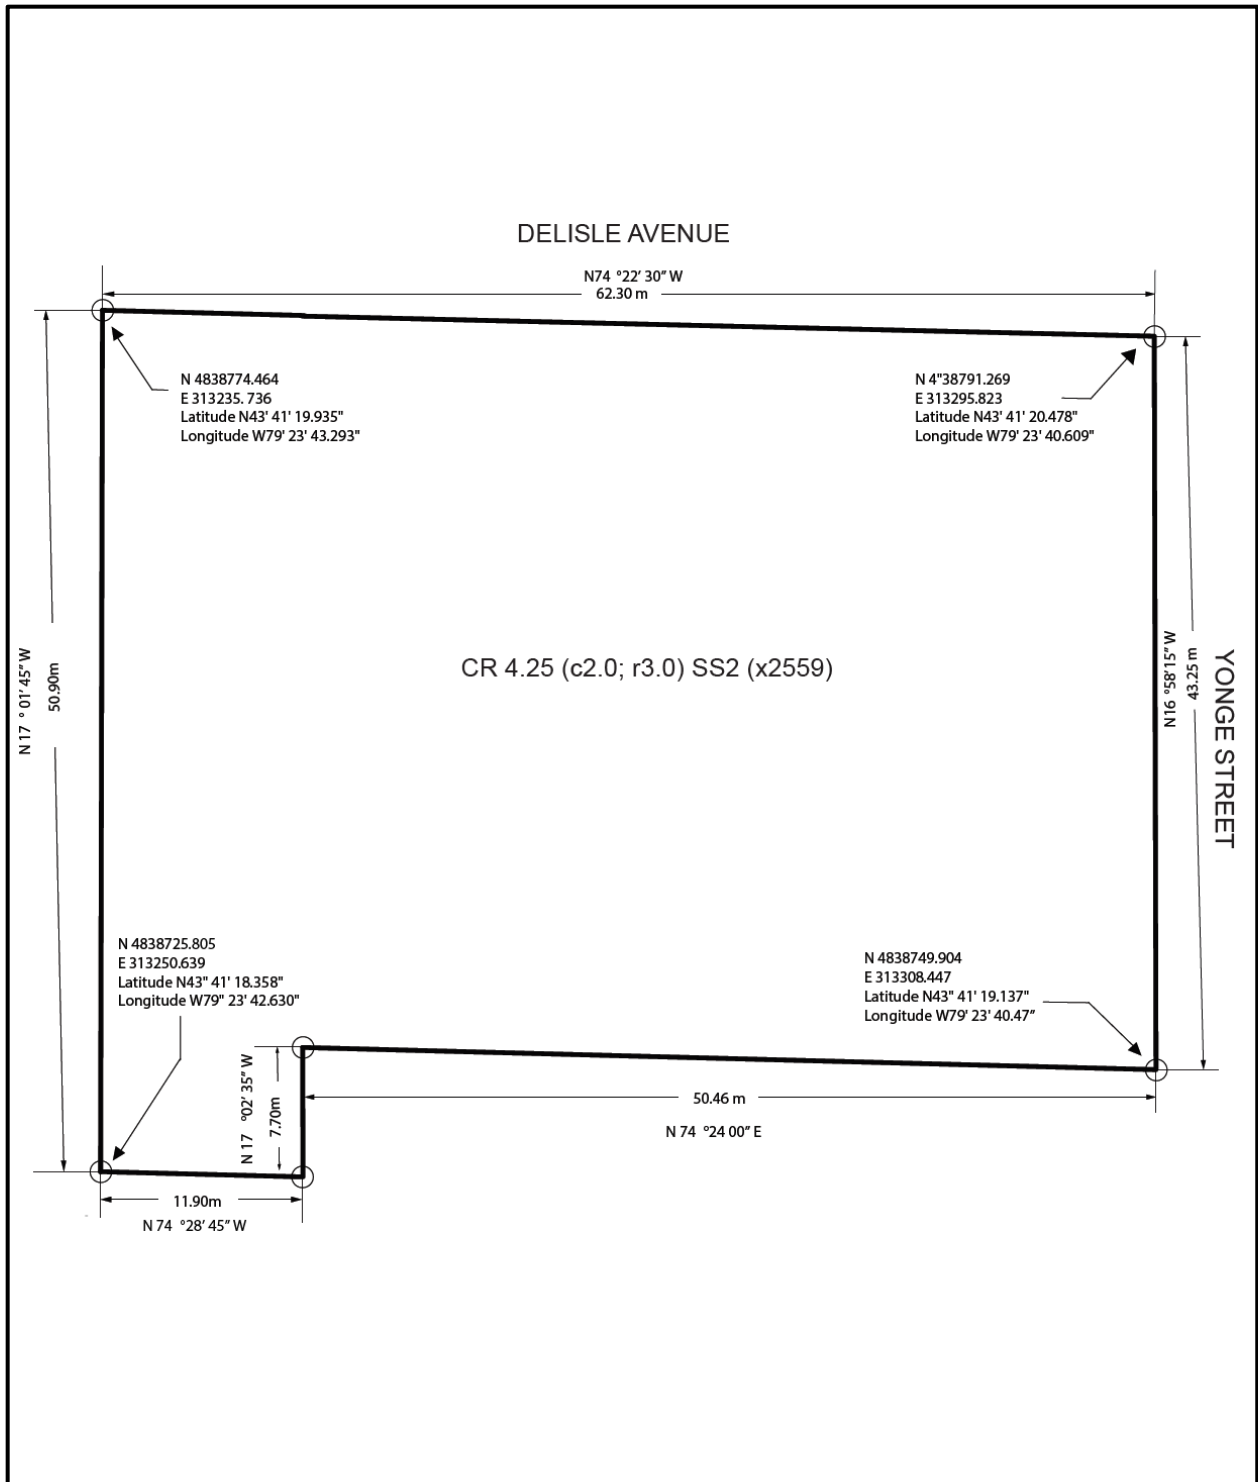 DELISLE AVENUE
N74 °22’ 30” W
62.30 m
N 4838774.464
E 313235. 736
Latitude N43' 41' 19.935"
Longitude W79' 23' 43.293"
N 4"38791.269
E 313295.823
Latitude N43' 41' 20.478"
Longitude W79' 23' 40.609"
N 17 ° 01’ 45” W
50.90m
CR 4.25 (c2.0; r3.0) SS2 (x2559)
N16 °58’15” W
43.25 m
YONGE STREET
N 4838725.805
E 313250.639
Latitude N43" 41' 18.358"
Longitude W79" 23' 42.630"
N 4838749.904
E 313308.447
Latitude N43" 41' 19.137"
Longitude W79' 23' 40.47”
N 17 °02’ 35” W
7.70m
50.46 m
N 74 °24 00” E
11.90m
N 74 °28’ 45” W